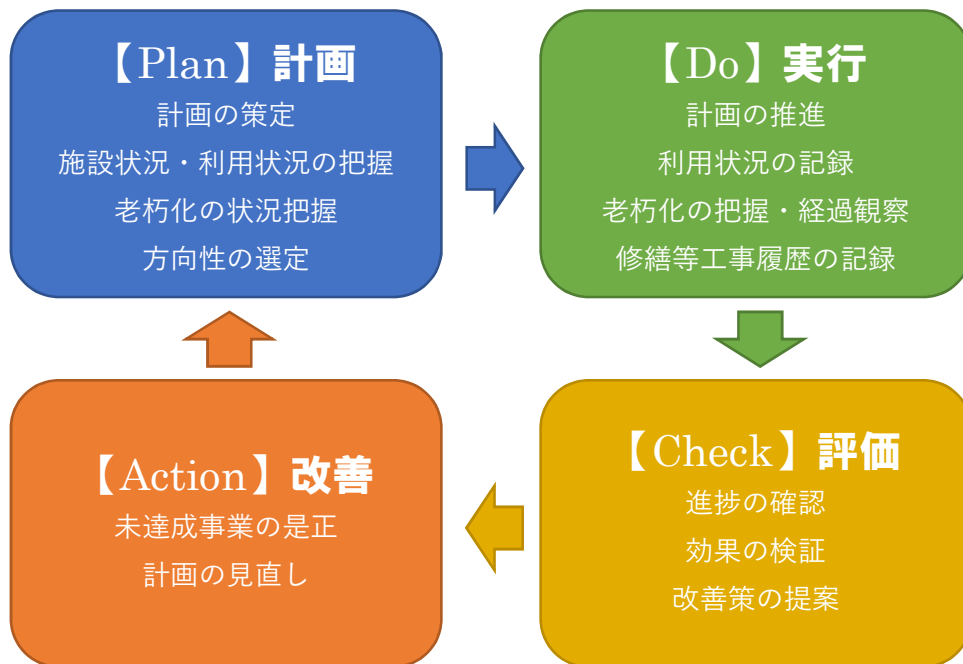 【Plan】計画
計画の策定
施設状況・利用状況の把握
老朽化の状況把握
方向性の選定
【Do】実行
計画の推進
利用状況の記録
老朽化の把握・経過観察
修繕等工事履歴の記録
【Check】評価
進捗の確認
効果の検証
改善策の提案
【Action】改善
未達成事業の是正
計画の見直し